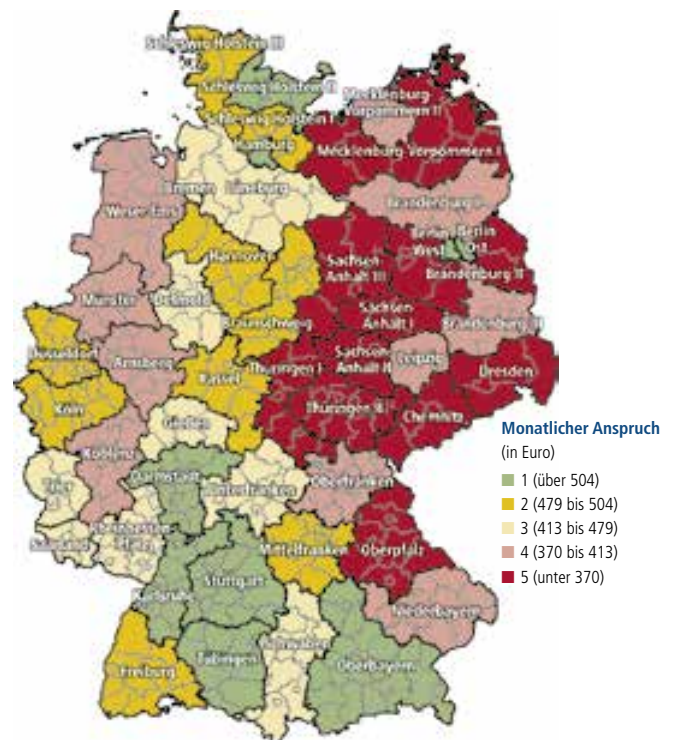 Schleswig Holstein III
Schleswig Holstein II
Mecklenburg-
Vorpommern II
Schleswig Holstein I
Hamburg
Mecklenburg-Vorpommern I
Bremen
Lüneburg
Weser-Ems
Brandenburg I
Berlin
West
Berlin
Ost
Hannover
Sachsen
Anhalt III
Brandenburg II
Münster
Detmold
Sachsen
Anhalt I
Braunschweig
Brandenburg III
Düsseldorf
Arnsberg
Kassel
Thüringen I
Sachsen-
Anhalt II
Leipzig
Dresden
Köln
Gießen
Thüringen II
Chemnitz
Koblenz
Darmstadt
Unterfranken
Oberfranken
Trier
Rheinhessen-
Pfalz
Saarland
Mittelfranken
Oberpfalz
Karlsruhe
Stuttgart
Niederbayern
Freiburg
Tübingen
Schwaben
Oberbayern
Monatlicher Anspruch
(in Euro)
1 (über 504)
2 (479 bis 504)
3 (413 bis 479)
4 (370 bis 413)
5 (unter 370)